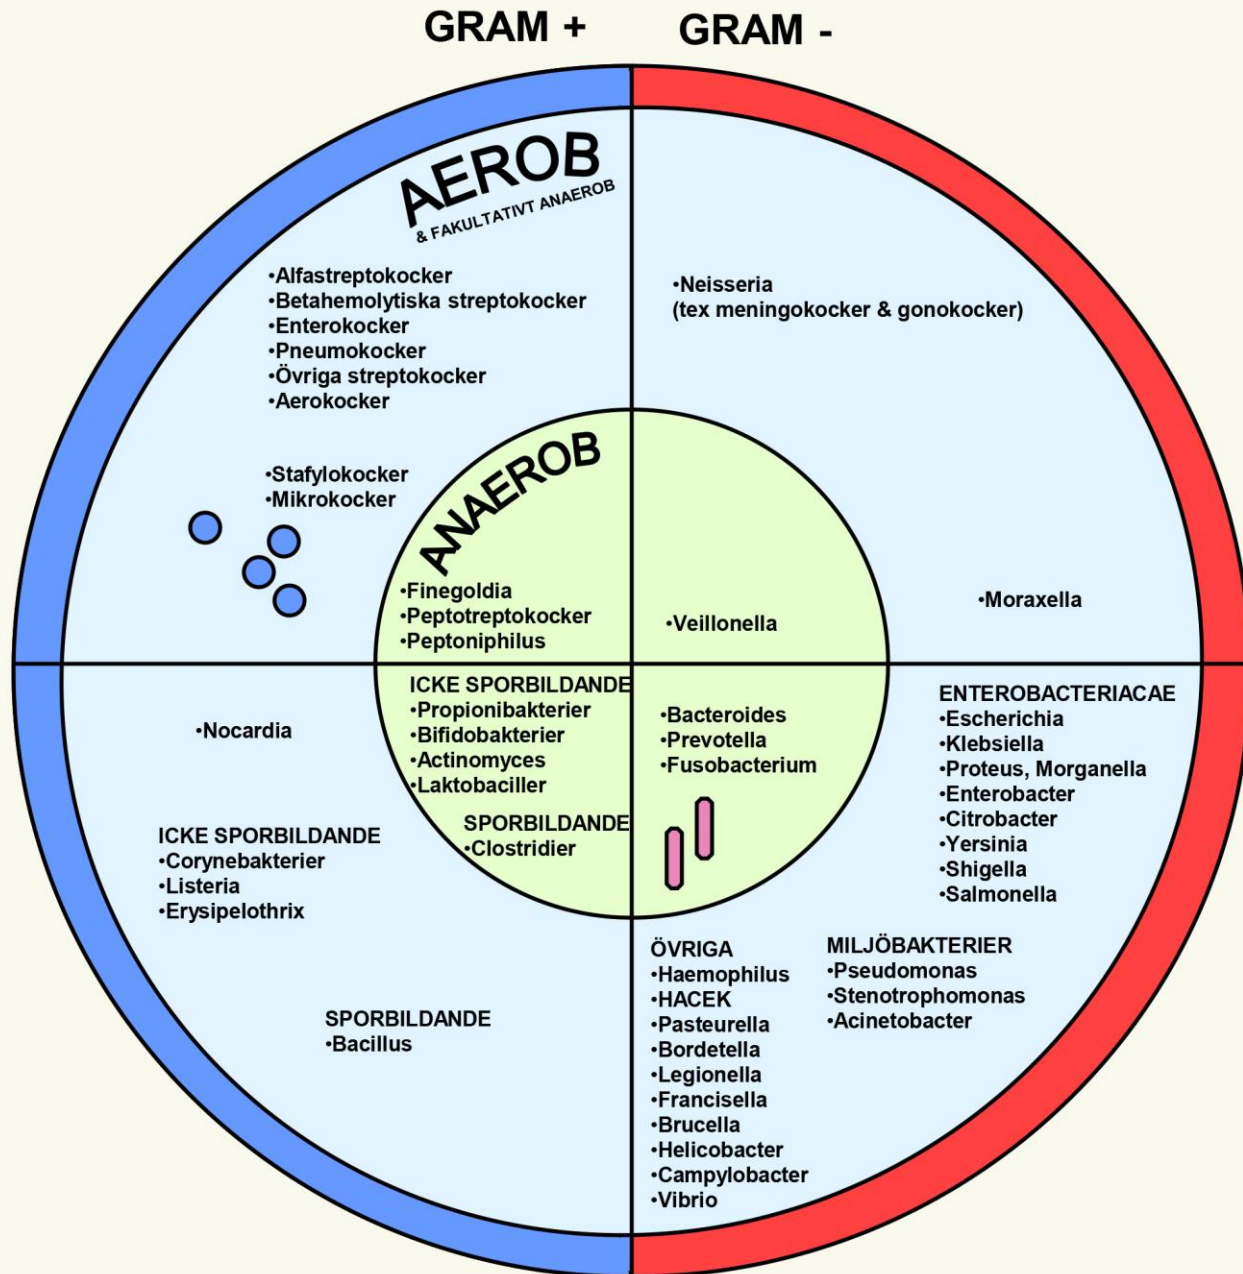 GRAM +
GRAM -
AEROB
& FAKULTATIVT ANAEROB
•Alfastreptokocker
•Betahemolytiska streptokocker
•Enterokocker
•Pneumokocker
•Övriga streptokocker
•Aerokocker
•Stafylokocker
•Mikrokocker
•Neisseria
(tex meningokocker & gonokocker)
•Moraxella
ANAEROB
•Finegoldia
•Peptotreptokocker
•Peptoniphilus
•Veillonella
ICKE SPORBILDANDE
•Propionibakterier
•Bifidobakterier
•Actinomyces
•Laktobaciller
SPORBILDANDE
•Clostridier
•Bacteroides
•Prevotella
•Fusobacterium
•Nocardia
ICKE SPORBILDANDE
•Corynebakterier
•Listeria
•Erysipelothrix
SPORBILDANDE
•Bacillus
ENTEROBACTERIACAE
•Escherichia
•Klebsiella
•Proteus, Morganella
•Enterobacter
•Citrobacter
•Yersinia
•Shigella
•Salmonella
ÖVRIGA
•Haemophilus
•HACEK
•Pasteurella
•Bordetella
•Legionella
•Francisella
•Brucella
•Helicobacter
•Campylobacter
•Vibrio
MILJÖBAKTERIER
•Pseudomonas
•Stenotrophomonas
•Acinetobacter